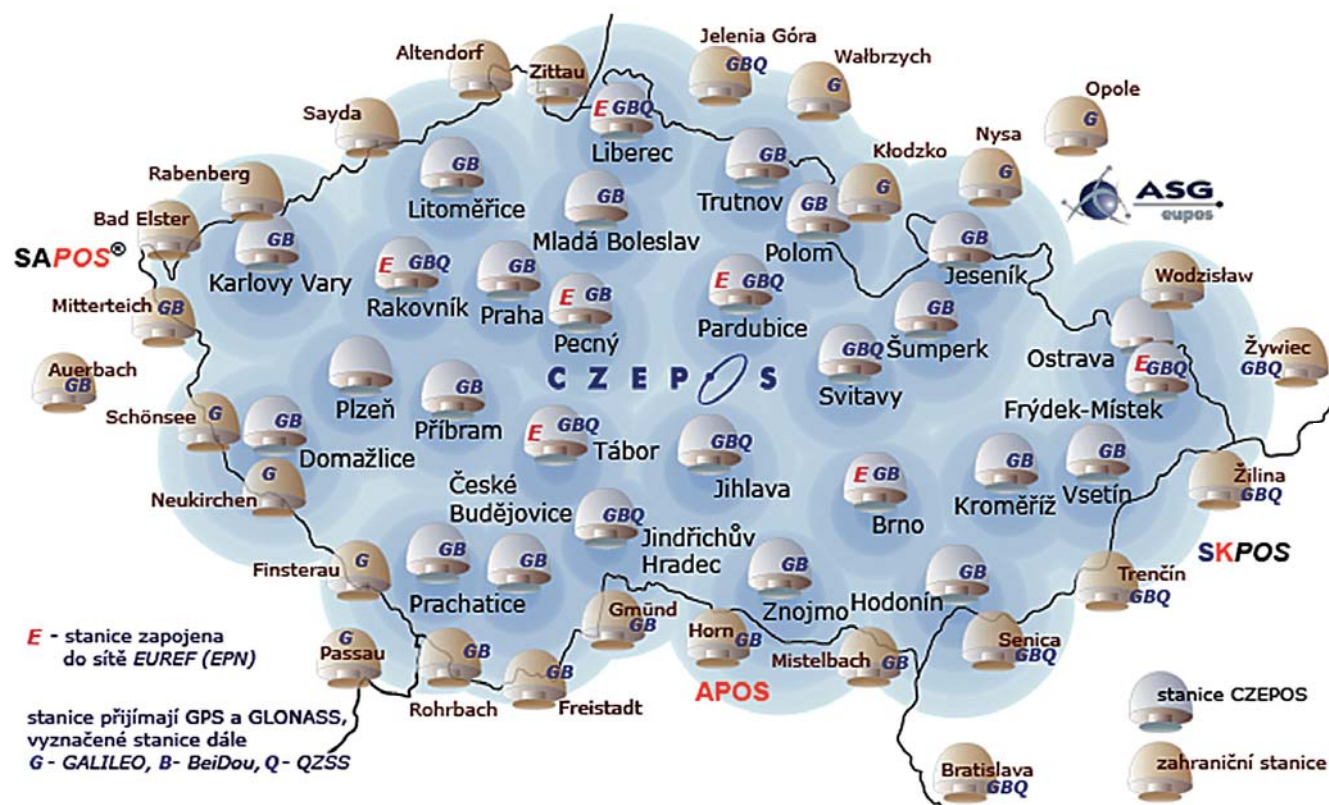 Jelenia Góra
GBQ
Altendorf
Zittau
Wałbrzych
G
Opole
G
Sayda
E GBQ
Liberec
Nysa
G
Kłodzko
G
GB
Trutnov
ASG
eupos
Rabenberg
GB
Litoměřice
GB
Mladá Boleslav
GB
Polom
Bad Elster
SAPOS®
GB
Karlovy Vary
GB
Jeseník
Wodzisław
E GBQ
Rakovník
GB
Praha
E GB
Pecný
E GBQ
Pardubice
Mitterteich
GB
GB
Šumperk
Ostrava
Żywiec
GBQ
Auerbach
GB
Plzeň
GB
Příbram
CZEPOS
GBQ
Svitavy
E GBQ
Frýdek-Místek
Schönsee
G
GB
Domažlice
E GBQ
Tábor
GBQ
Jihlava
E GB
Brno
GB
Kroměříž
GB
Vsetín
Žilina
GBQ
Neukirchen
G
České
Budějovice
GBQ
Jindřichův
Hradec
SKPOS
Finsterau
G
GB
Prachatice
GB
GB
Znojmo
GB
Hodonín
Trenčín
GBQ
E - stanice zapojena
do sítě EUREF (EPN)
G
Passau
GB
Rohrbach
GB
Freistadt
Gmünd
GB
Horn
GB
APOS
Mistelbach
GB
Senica
GBQ
stanice přijímají GPS a GLONASS,
vyznačené stanice dále
G - GALILEO, B- BeiDou, Q - QZSS
Bratislava
GBQ
stanice CZEPOS
zahraniční stanice